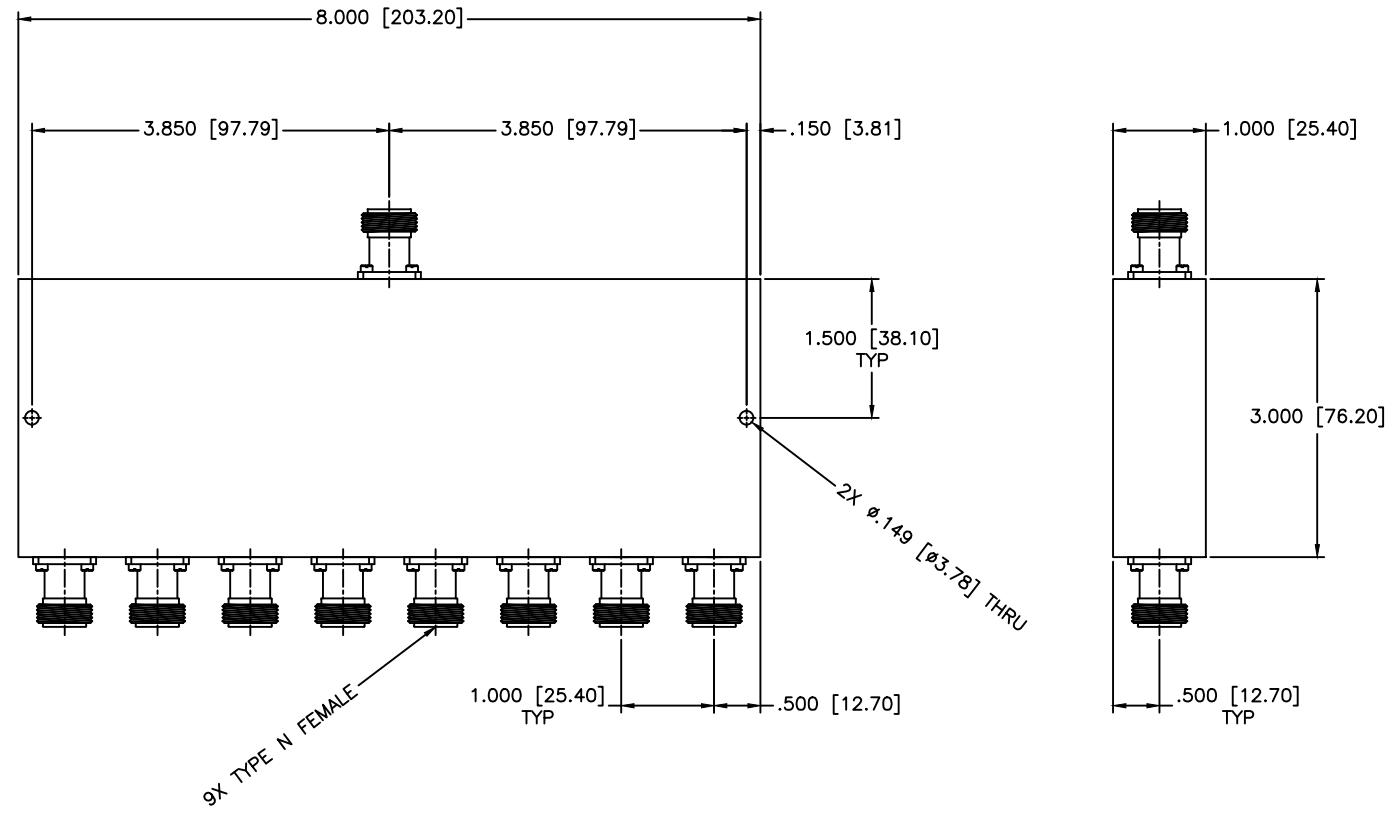 8.000 [203.20]
3.850 [97.79]
3.850 [97.79]
.150 [3.81]
1.000 [25.40]
1.500 [38.10]
TYP
3.000 [76.20]
2X ø.149 [ø3.78] THRU
9X TYPE N FEMALE
1.000 [25.40]
TYP
.500 [12.70]
.500 [12.70]
TYP